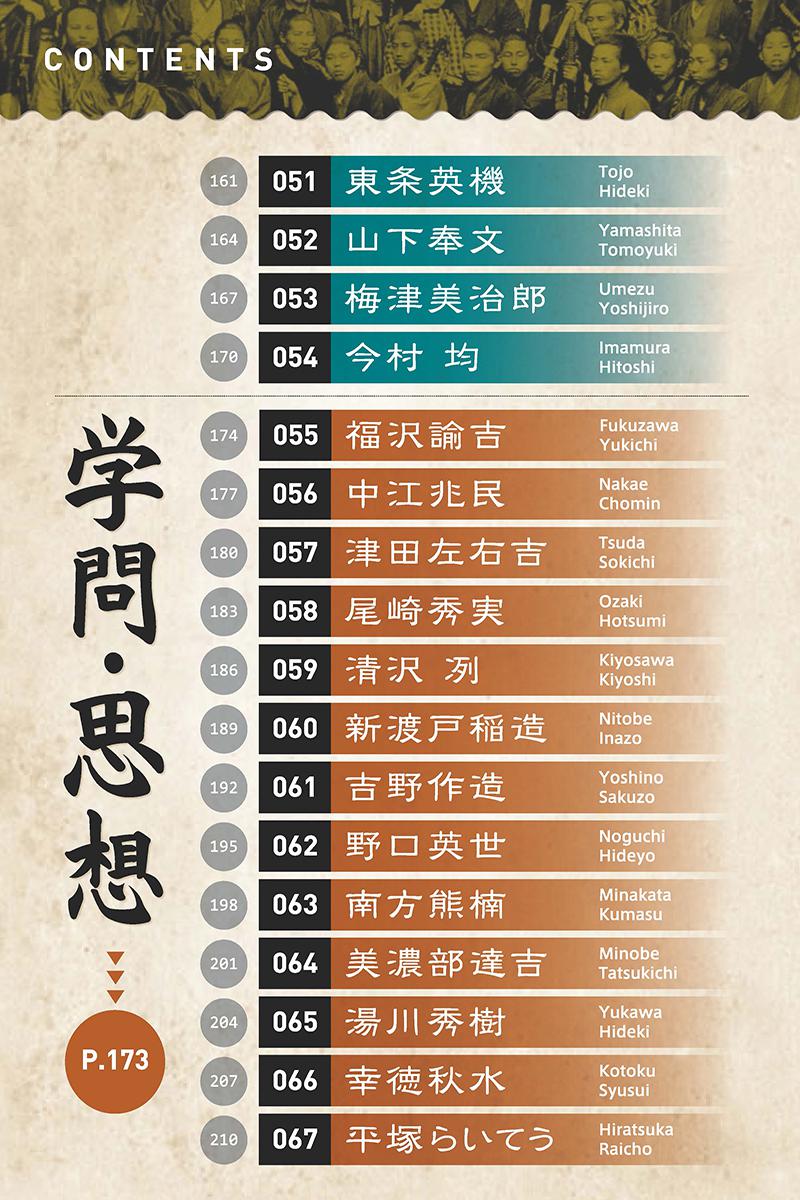 CONTENTS
161 051 東条英機 Tojo Hideki
164 052 山下奉文 Yamashita Tomoyuki
167 053 梅津美治郎 Umezu Yoshijiro
170 054 今村 均 Imamura Hitoshi
学問・思想
P.173
174 055 福沢諭吉 Fukuzawa Yukichi
177 056 中江兆民 Nakae Chomin
180 057 津田左右吉 Tsuda Sokichi
183 058 尾崎秀実 Ozaki Hotsumi
186 059 清沢 冽 Kiyosawa Kiyoshi
189 060 新渡戸稲造 Nitobe Inazo
192 061 吉野作造 Yoshino Sakuzo
195 062 野口英世 Noguchi Hideyo
198 063 南方熊楠 Minakata Kumasu
201 064 美濃部達吉 Minobe Tatsukichi
204 065 湯川秀樹 Yukawa Hideki
207 066 幸徳秋水 Kotoku Syusui
210 067 平塚らいてう Hiratsuka Raicho